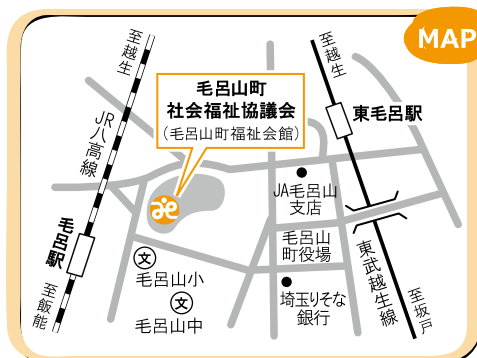 MAP
至越生
至越生
毛呂山町
社会福祉協議会
(毛呂山町福祉会館)
東毛呂駅
JR八高線
JA毛呂山
支店
毛呂駅
毛呂山
町役場
文
毛呂山小
東武越生線
至飯能
文
毛呂山中
埼玉りそな
銀行
至坂戸